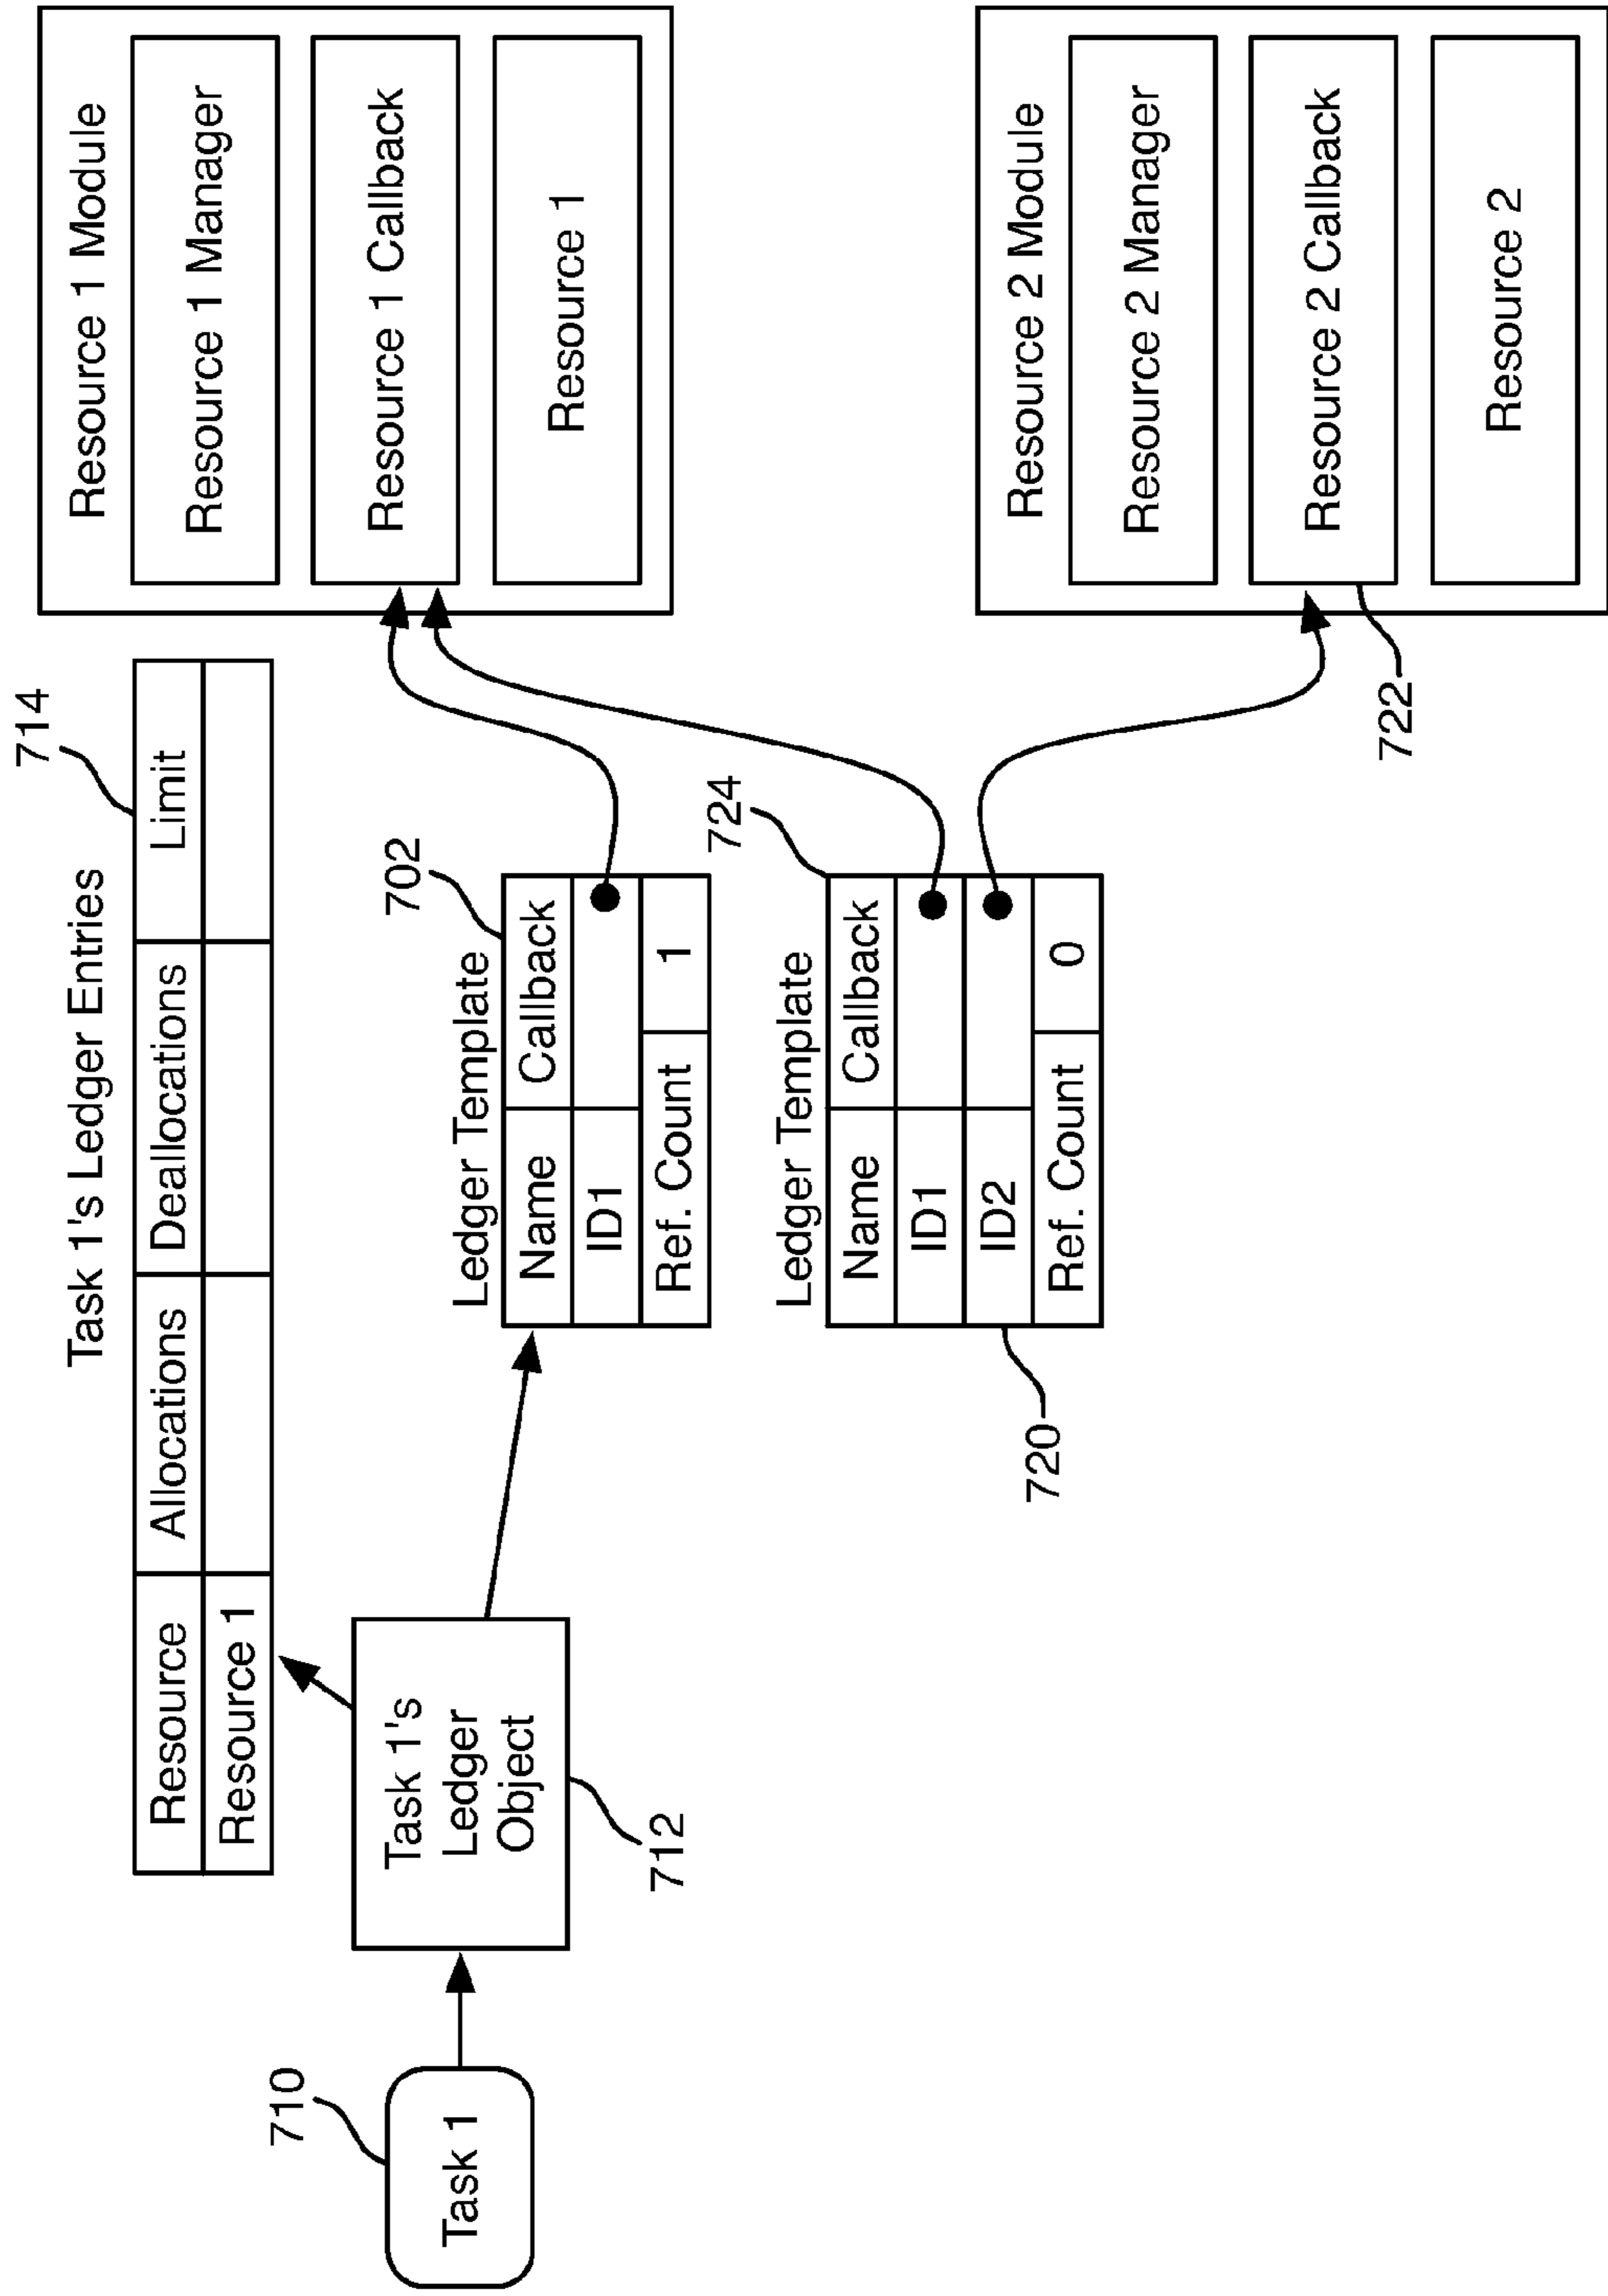 Task 1's Ledger Entries
714
Resource Allocations Deallocations Limit
Resource 1
710
Task 1
Task 1's
Ledger
Object
712
Ledger Template
702
Name Callback
ID1
Ref. Count 1
Ledger Template
724
Name Callback
ID1
ID2
Ref. Count 0
720
Resource 1 Module
Resource 1 Manager
Resource 1 Callback
Resource 1
Resource 2 Module
Resource 2 Manager
Resource 2 Callback
722
Resource 2